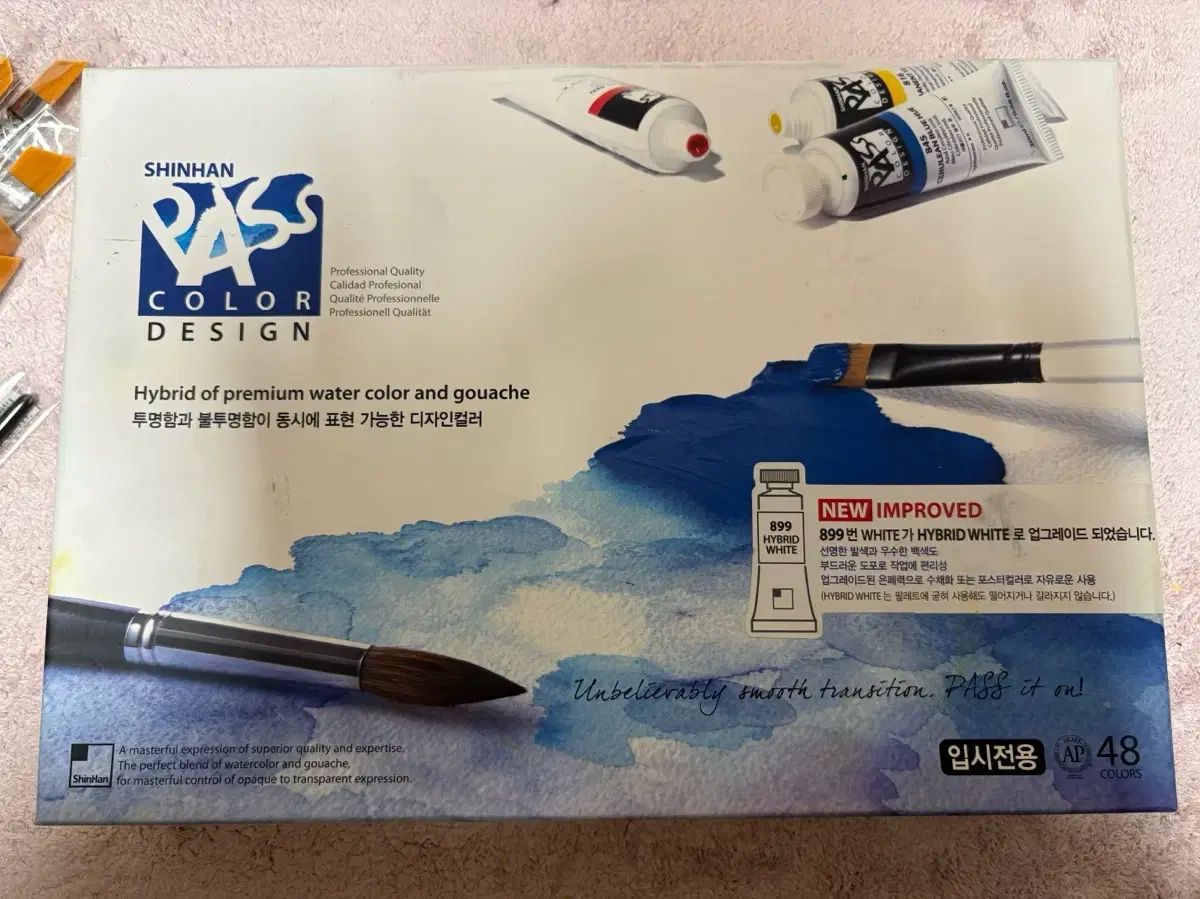 SHINHAN
PASS
COLOR
DESIGN
Professional Quality
Calidad Profesional
Qualité Professionnelle
Professionell Qualität
Hybrid of premium water color and gouache
투명함과 불투명함이 동시에 표현 가능한 디자인컬러
PASS
COLOR
DESIGN
845
CERULEAN BLUE HUE
899
HYBRID
WHITE
NEW IMPROVED
899번 WHITE가 HYBRID WHITE로 업그레이드 되었습니다.
선명한 발색과 우수한 백색도
부드러운 도포로 작업에 편리성
업그레이드된 은폐력으로 수채화 또는 포스터컬러로 자유로운 사용
(HYBRID WHITE는 팔레트에 굳혀 사용해도 떨어지거나 갈라지지 않습니다.)
Unbelievably smooth transition. PASS it on!
ShinHan
A masterful expression of superior quality and expertise.
The perfect blend of watercolor and gouache,
for masterful control of opaque to transparent expression.
입시전용
AP
48
COLORS